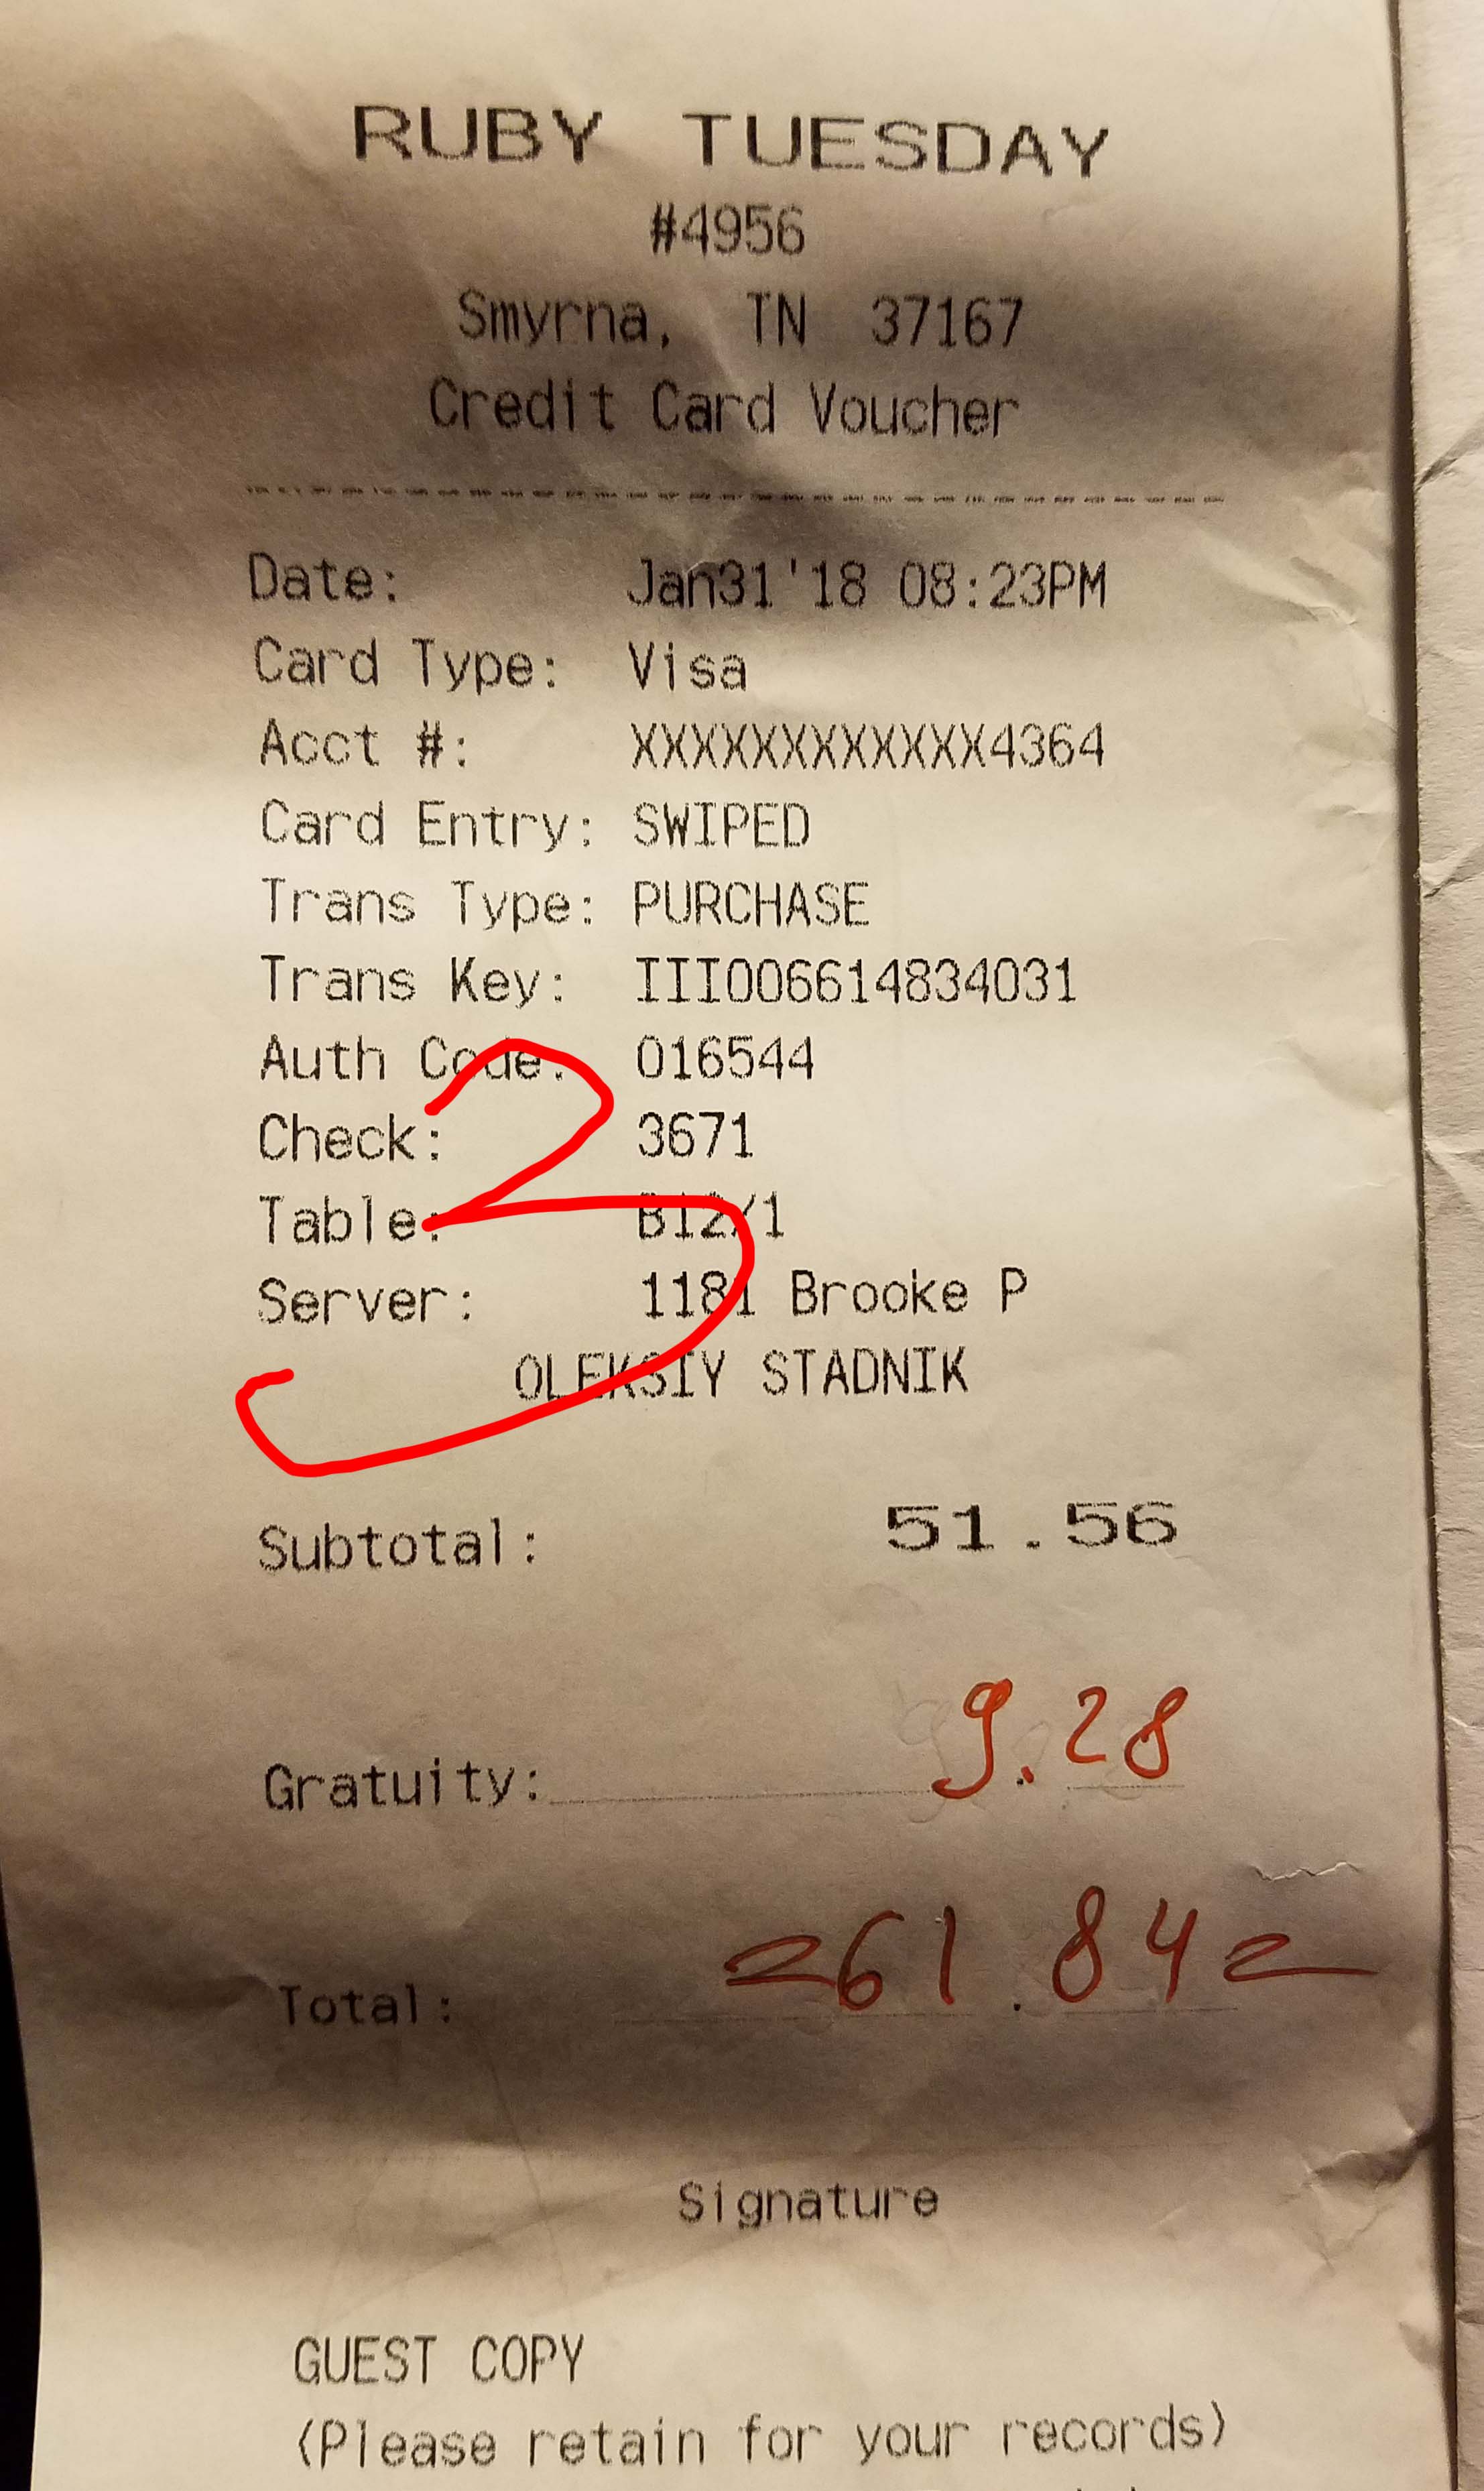 RUBY TUESDAY
#4956
Smyrna, TN 37167
Credit Card Voucher
Date: Jan31'18 08:23PM
Card Type: Visa
Acct #: XXXXXXXXXXXX4364
Card Entry: SWIPED
Trans Type: PURCHASE
Trans Key: III006614834031
Auth Code: 016544
Check: 3671
Table: B12/1
Server: 1181 Brooke P
OLEKSIY STADNIK
3
Subtotal: 51.56
Gratuity: 9.28
Total: 61.84
Signature
GUEST COPY
(Please retain for your records)